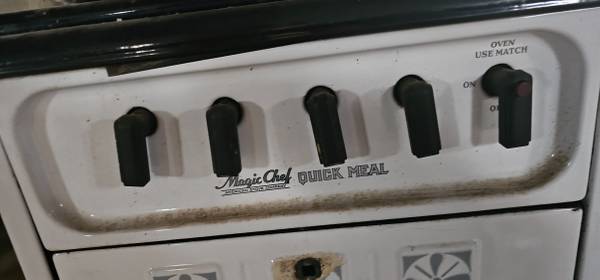 OVEN
USE MATCH
ON
Magic Chef QUICK MEAL